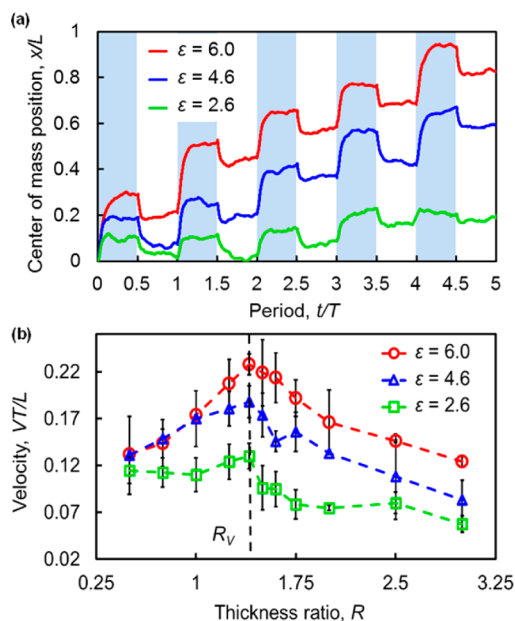 (a)
1
0.8
0.6
0.4
0.2
0
Center of mass position, x/L
ε = 6.0
ε = 4.6
ε = 2.6
0 0.5 1 1.5 2 2.5 3 3.5 4 4.5 5
Period, t/T
(b)
0.22
0.17
0.12
0.07
0.02
Velocity, VT/L
ε = 6.0
ε = 4.6
ε = 2.6
R_V
0.25 1 1.75 2.5 3.25
Thickness ratio, R